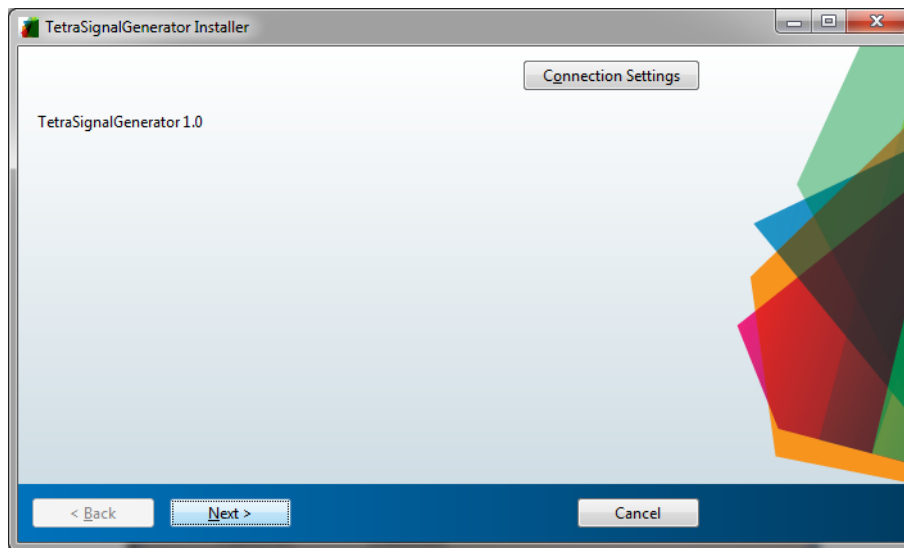 TetraSignalGenerator Installer
Connection Settings
TetraSignalGenerator 1.0
< Back
Next >
Cancel